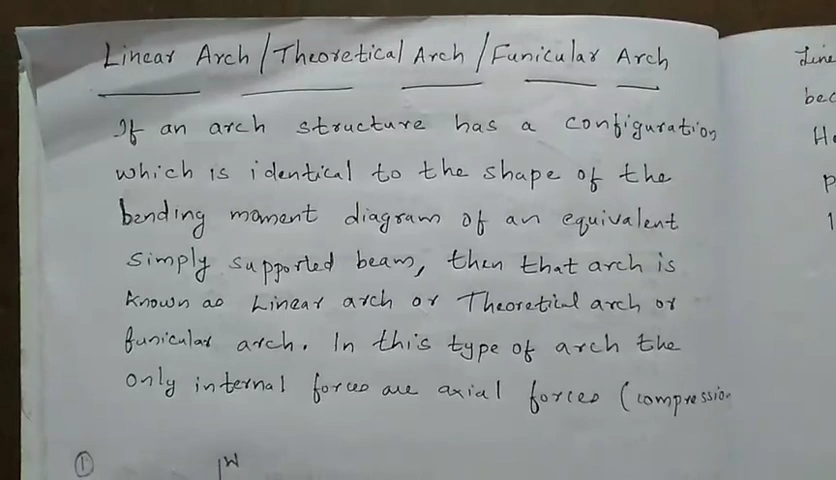 Linear Arch / Theoretical Arch / Funicular Arch
If an arch structure has a configuration
which is identical to the shape of the
bending moment diagram of an equivalent
simply supported beam, then that arch is
known as Linear arch or Theoretical arch or
funicular arch. In this type of arch the
only internal forces are axial forces (compression
1
W
Line
bec
H
P
1